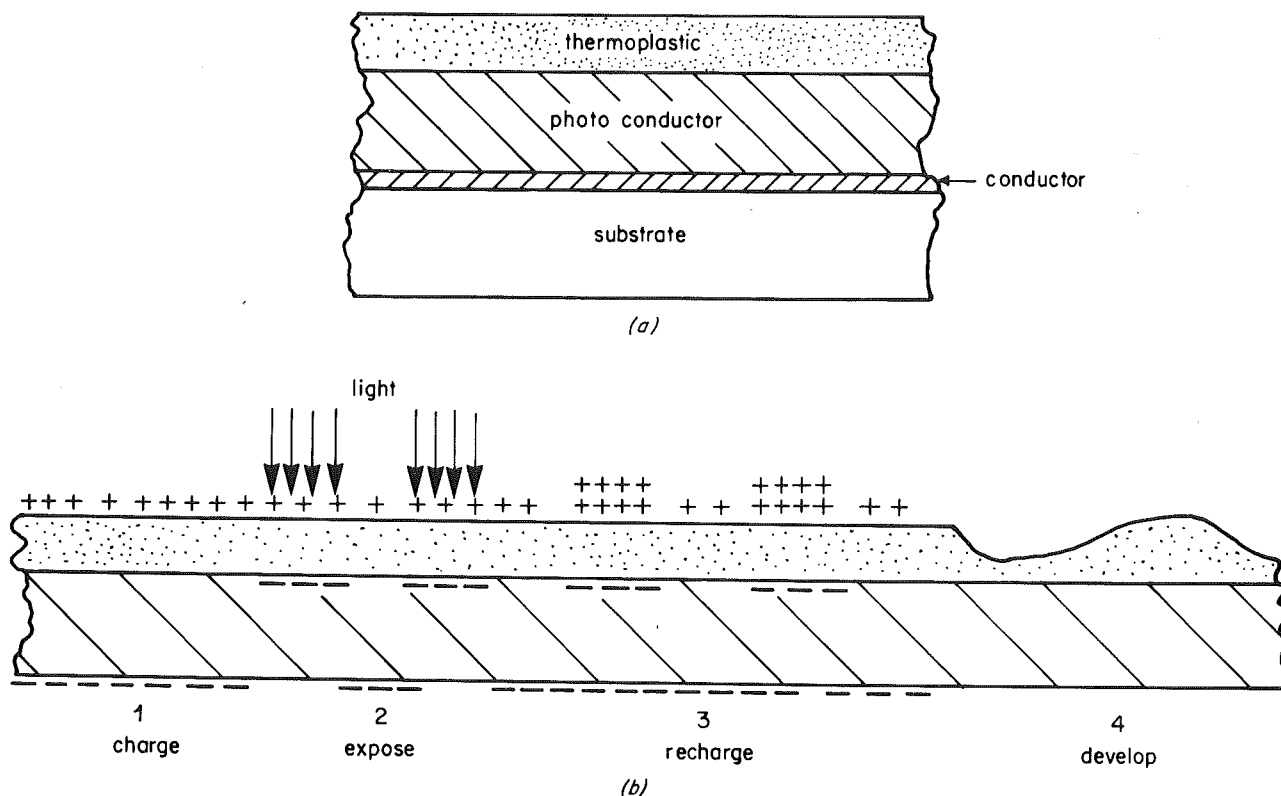 thermoplastic
photo conductor
conductor
substrate
(a)
light
+++ + + + + + + + + + + + + + + + + ++++ ++++
++++ + + ++++ + +
1 2 3 4
charge expose recharge develop
(b)